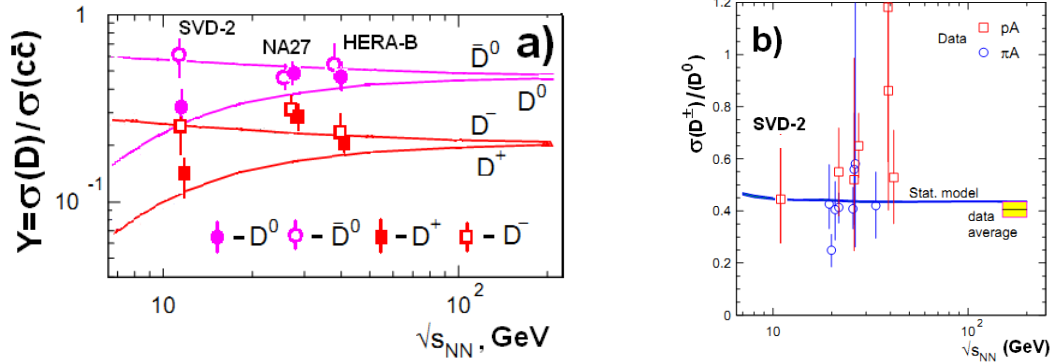 Y=σ(D)/σ(cc̄)
1
10⁻¹
SVD-2
NA27
HERA-B
a)
D̄⁰
D⁰
D⁻
D⁺
- D⁰
- D̄⁰
- D⁺
- D⁻
10
10²
√sNN, GeV
b)
σ(D±)/(D⁰)
1.2
1
0.8
0.6
0.4
0.2
0
Data
pA
πA
SVD-2
Stat. model
data
average
10
10²
√sNN (GeV)